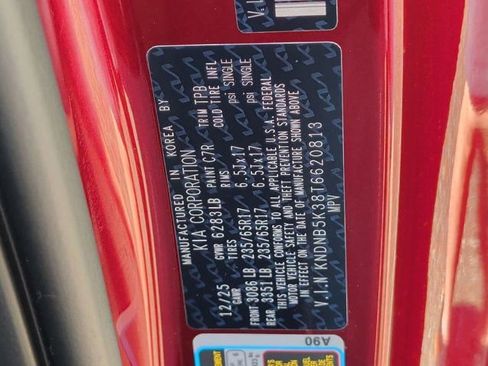 MANUFACTURED IN KOREA BY
KIA CORPORATION
12/25 GVWR 6283LB PAINT C7R TRIM TPB
GAWR TIRES RIMS COLD TIRE INFL
FRONT 3086 LB 235/65R17 6.5Jx17 psi SINGLE
REAR 3351 LB 235/65R17 6.5Jx17 psi SINGLE
THIS VEHICLE CONFORMS TO ALL APPLICABLE U.S.A. FEDERAL
MOTOR VEHICLE SAFETY AND THEFT PREVENTION STANDARDS
IN EFFECT ON THE DATE OF MANUFACTURE SHOWN ABOVE
V.I.N KNDNB5K38T6620813
MPV
A90